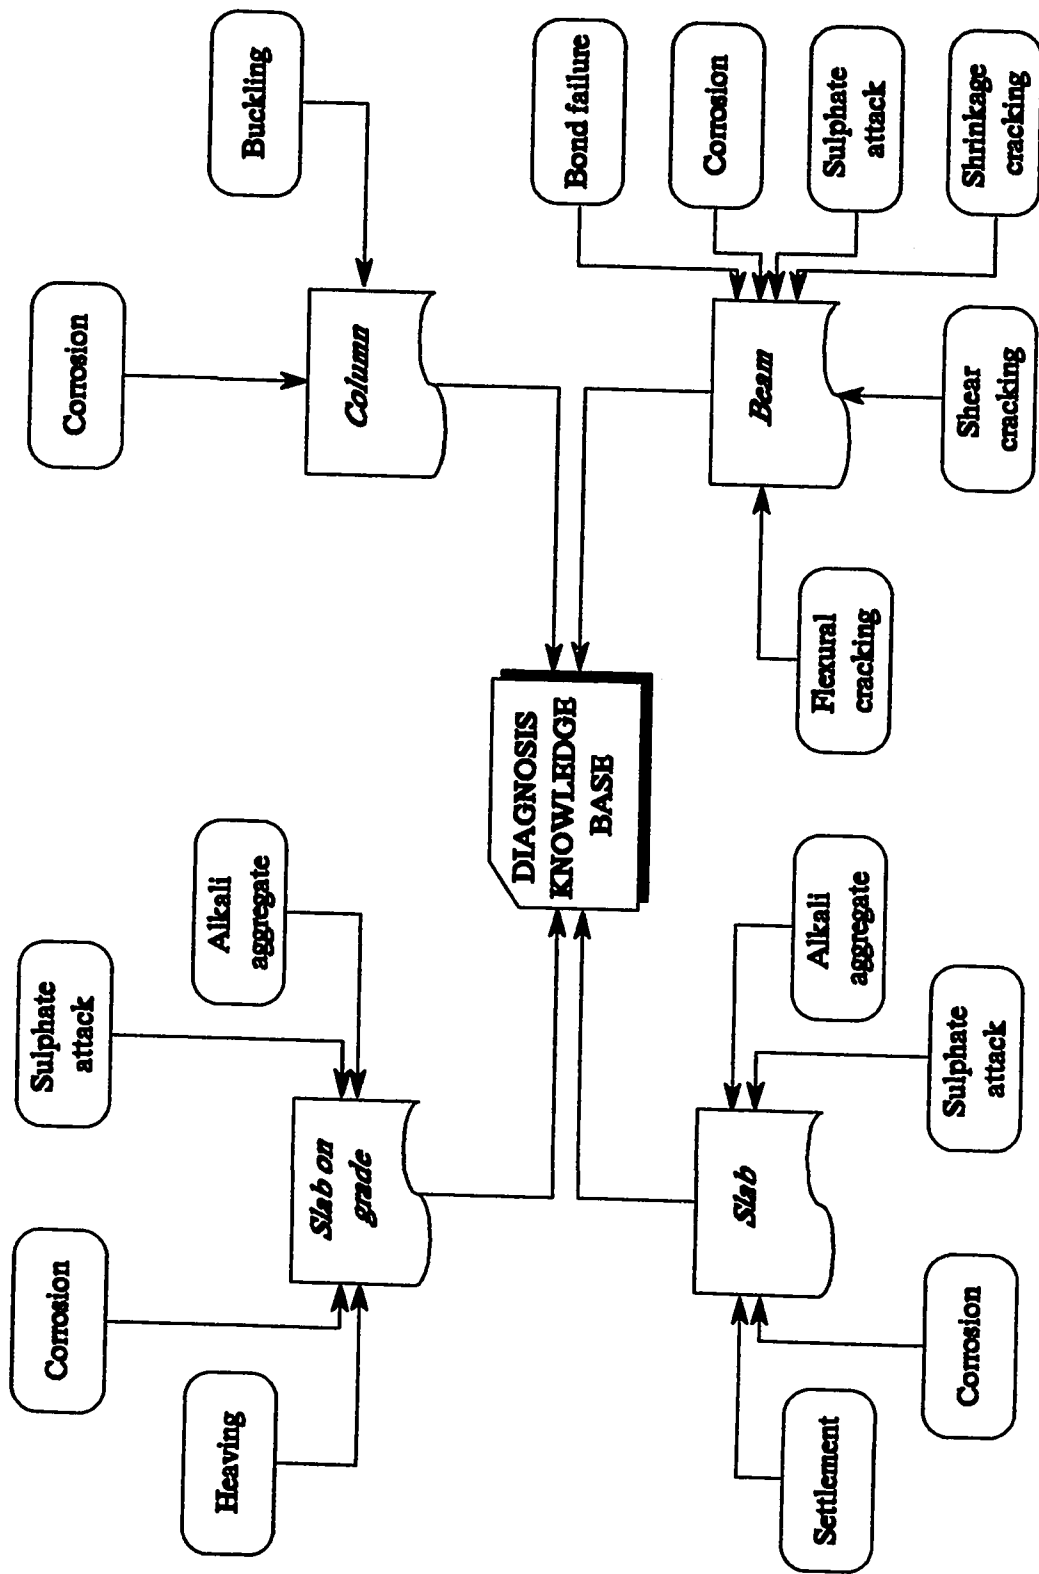 Corrosion
Sulphate
attack
Corrosion
Heaving
Alkali
aggregate
Buckling
Slab on
grade
Column
DIAGNOSIS
KNOWLEDGE
BASE
Bond failure
Corrosion
Slab
Beam
Settlement
Alkali
aggregate
Flexural
cracking
Sulphate
attack
Corrosion
Sulphate
attack
Shear
cracking
Shrinkage
cracking